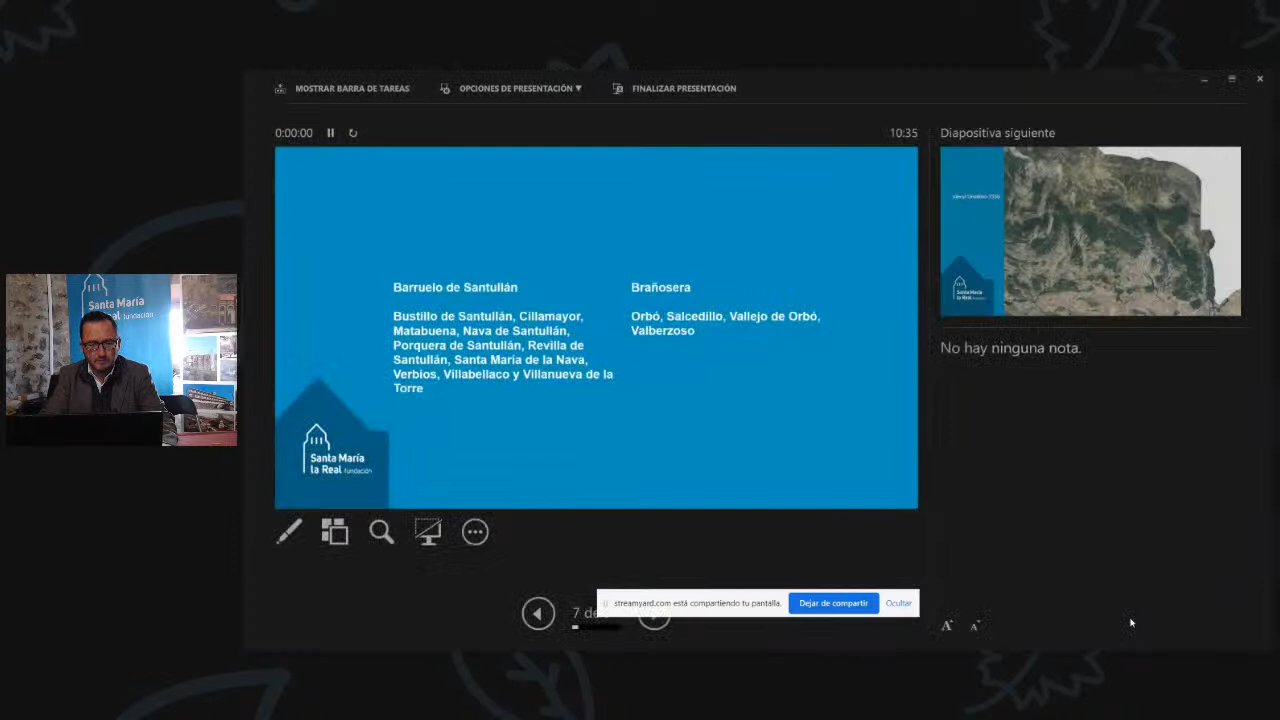 MOSTRAR BARRA DE TAREAS
OPCIONES DE PRESENTACIÓN
FINALIZAR PRESENTACIÓN
0:00:00
10:35
Diapositiva siguiente
Barruelo de Santullán
Bustillo de Santullán, Cillamayor,
Matabuena, Nava de Santullán,
Porquera de Santullán, Revilla de
Santullán, Santa María de la Nava,
Verbios, Villabellaco y Villanueva de la
Torre
Brañosera
Orbó, Salcedillo, Vallejo de Orbó,
Valberzoso
Santa María
la Real fundación
No hay ninguna nota.
Santa María
la Real fundación
7 de
streamyard.com está compartiendo tu pantalla.
Dejar de compartir
Ocultar
A A